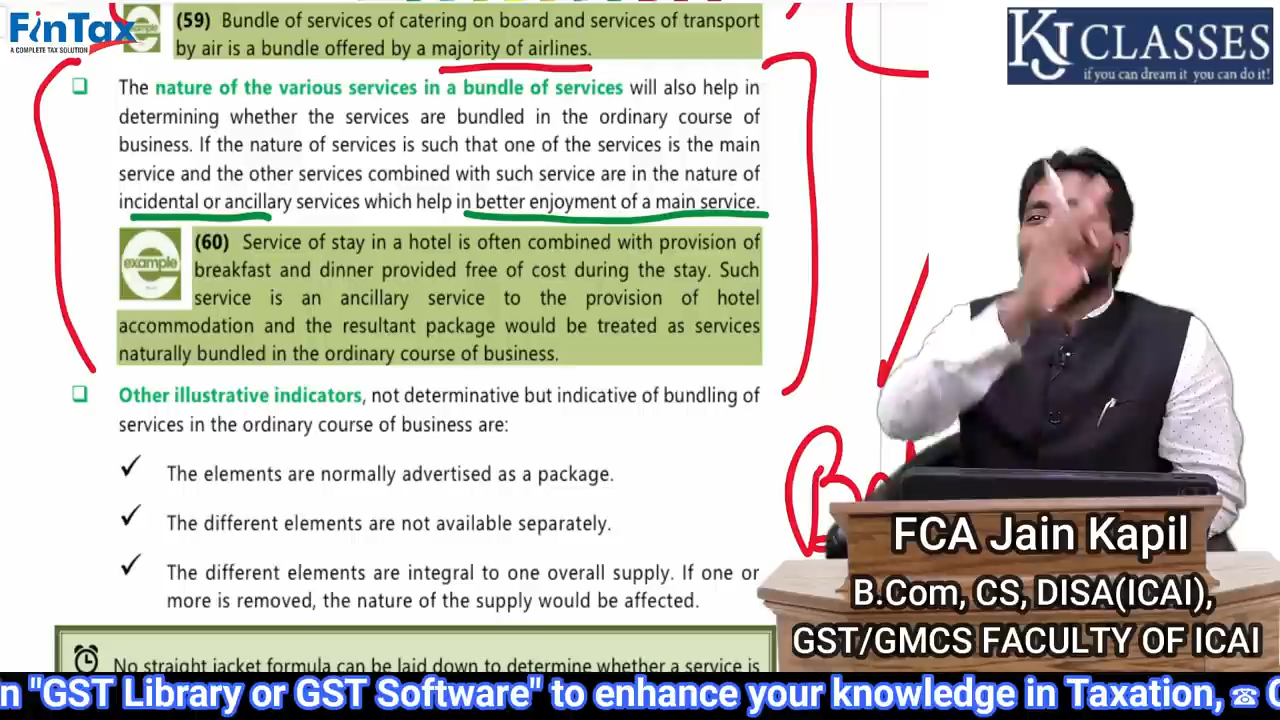 FinTax
A COMPLETE TAX SOLUTION
(59) Bundle of services of catering on board and services of transport
by air is a bundle offered by a majority of airlines.
KJ CLASSES
if you can dream it you can do it!
The nature of the various services in a bundle of services will also help in
determining whether the services are bundled in the ordinary course of
business. If the nature of services is such that one of the services is the main
service and the other services combined with such service are in the nature of
incidental or ancillary services which help in better enjoyment of a main service.
example
(60) Service of stay in a hotel is often combined with provision of
breakfast and dinner provided free of cost during the stay. Such
service is an ancillary service to the provision of hotel
accommodation and the resultant package would be treated as services
naturally bundled in the ordinary course of business.
Other illustrative indicators, not determinative but indicative of bundling of
services in the ordinary course of business are:
The elements are normally advertised as a package.
The different elements are not available separately.
The different elements are integral to one overall supply. If one or
more is removed, the nature of the supply would be affected.
No straight jacket formula can be laid down to determine whether a service is
FCA Jain Kapil
B.Com, CS, DISA(ICAI),
GST/GMCS FACULTY OF ICAI
n "GST Library or GST Software" to enhance your knowledge in Taxation, ☎